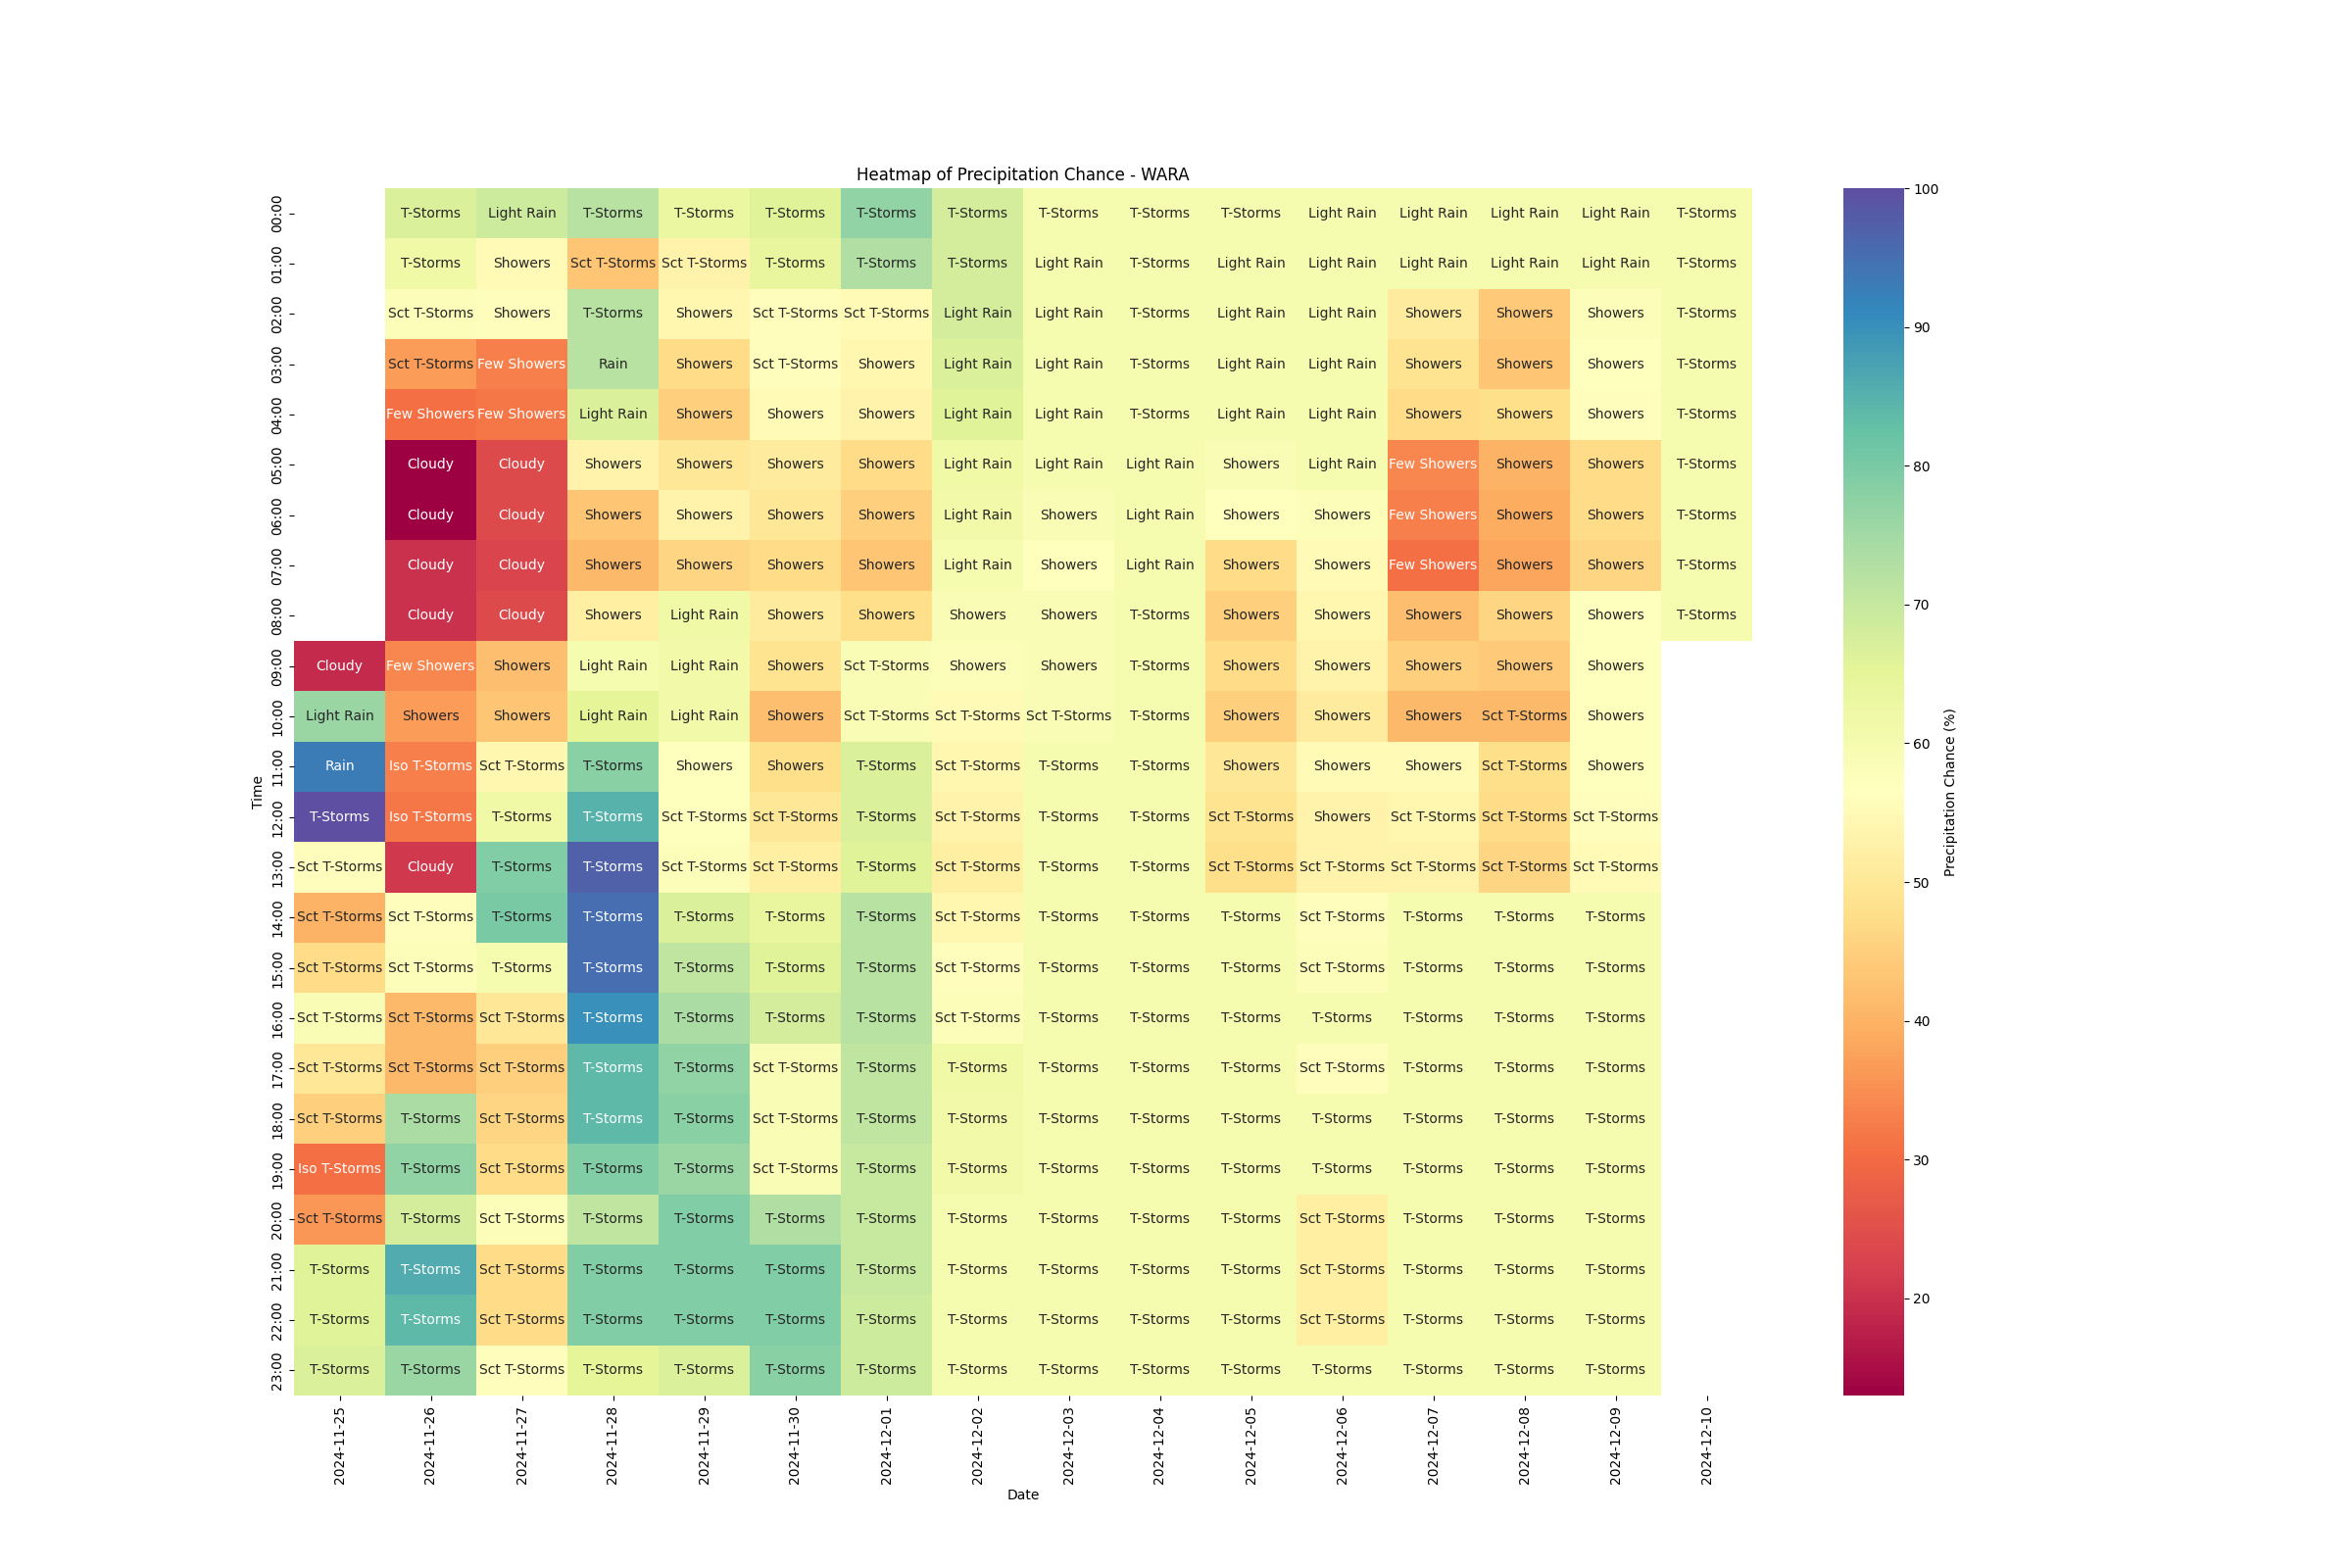 Heatmap of Precipitation Chance - WARA
00:00 T-Storms Light Rain T-Storms T-Storms T-Storms T-Storms T-Storms T-Storms T-Storms T-Storms Light Rain Light Rain Light Rain Light Rain T-Storms 100
01:00 T-Storms Showers Sct T-Storms Sct T-Storms T-Storms T-Storms T-Storms Light Rain T-Storms Light Rain Light Rain Light Rain Light Rain Light Rain T-Storms
02:00 Sct T-Storms Showers T-Storms Showers Sct T-Storms Sct T-Storms Light Rain Light Rain T-Storms Light Rain Light Rain Showers Showers Showers T-Storms 90
03:00 Sct T-Storms Few Showers Rain Showers Sct T-Storms Showers Light Rain Light Rain T-Storms Light Rain Light Rain Showers Showers Showers T-Storms
04:00 Few Showers Few Showers Light Rain Showers Showers Showers Light Rain Light Rain T-Storms Light Rain Light Rain Showers Showers Showers T-Storms
05:00 Cloudy Cloudy Showers Showers Showers Showers Light Rain Light Rain Light Rain Showers Light Rain Few Showers Showers Showers T-Storms 80
06:00 Cloudy Cloudy Showers Showers Showers Showers Light Rain Showers Light Rain Showers Showers Few Showers Showers Showers T-Storms
07:00 Cloudy Cloudy Showers Showers Showers Showers Light Rain Showers Light Rain Showers Showers Few Showers Showers Showers T-Storms
08:00 Cloudy Cloudy Showers Light Rain Showers Showers Showers Showers T-Storms Showers Showers Showers Showers Showers T-Storms 70
09:00 Cloudy Few Showers Showers Light Rain Light Rain Showers Sct T-Storms Showers Showers T-Storms Showers Showers Showers Showers Showers
10:00 Light Rain Showers Showers Light Rain Light Rain Showers Sct T-Storms Sct T-Storms Sct T-Storms T-Storms Showers Showers Showers Sct T-Storms Showers
11:00 Rain Iso T-Storms Sct T-Storms T-Storms Showers Showers T-Storms Sct T-Storms T-Storms T-Storms Showers Showers Showers Sct T-Storms Showers 60
Time
Precipitation Chance (%)
12:00 T-Storms Iso T-Storms T-Storms T-Storms Sct T-Storms Sct T-Storms T-Storms Sct T-Storms T-Storms T-Storms Sct T-Storms Showers Sct T-Storms Sct T-Storms Sct T-Storms
13:00 Sct T-Storms Cloudy T-Storms T-Storms Sct T-Storms Sct T-Storms T-Storms Sct T-Storms T-Storms T-Storms Sct T-Storms Sct T-Storms Sct T-Storms Sct T-Storms Sct T-Storms 50
14:00 Sct T-Storms Sct T-Storms T-Storms T-Storms T-Storms T-Storms T-Storms Sct T-Storms T-Storms T-Storms T-Storms Sct T-Storms T-Storms T-Storms T-Storms
15:00 Sct T-Storms Sct T-Storms T-Storms T-Storms T-Storms T-Storms T-Storms Sct T-Storms T-Storms T-Storms T-Storms Sct T-Storms T-Storms T-Storms T-Storms
16:00 Sct T-Storms Sct T-Storms Sct T-Storms T-Storms T-Storms T-Storms T-Storms Sct T-Storms T-Storms T-Storms T-Storms T-Storms T-Storms T-Storms T-Storms 40
17:00 Sct T-Storms Sct T-Storms Sct T-Storms T-Storms T-Storms Sct T-Storms T-Storms T-Storms T-Storms T-Storms T-Storms Sct T-Storms T-Storms T-Storms T-Storms
18:00 Sct T-Storms T-Storms Sct T-Storms T-Storms T-Storms Sct T-Storms T-Storms T-Storms T-Storms T-Storms T-Storms T-Storms T-Storms T-Storms T-Storms
19:00 Iso T-Storms T-Storms Sct T-Storms T-Storms T-Storms Sct T-Storms T-Storms T-Storms T-Storms T-Storms T-Storms T-Storms T-Storms T-Storms T-Storms 30
20:00 Sct T-Storms T-Storms Sct T-Storms T-Storms T-Storms T-Storms T-Storms T-Storms T-Storms T-Storms T-Storms Sct T-Storms T-Storms T-Storms T-Storms
21:00 T-Storms T-Storms Sct T-Storms T-Storms T-Storms T-Storms T-Storms T-Storms T-Storms T-Storms T-Storms Sct T-Storms T-Storms T-Storms T-Storms
22:00 T-Storms T-Storms Sct T-Storms T-Storms T-Storms T-Storms T-Storms T-Storms T-Storms T-Storms T-Storms Sct T-Storms T-Storms T-Storms T-Storms 20
23:00 T-Storms T-Storms Sct T-Storms T-Storms T-Storms T-Storms T-Storms T-Storms T-Storms T-Storms T-Storms T-Storms T-Storms T-Storms T-Storms
2024-11-25 2024-11-26 2024-11-27 2024-11-28 2024-11-29 2024-11-30 2024-12-01 2024-12-02 2024-12-03 2024-12-04 2024-12-05 2024-12-06 2024-12-07 2024-12-08 2024-12-09 2024-12-10
Date